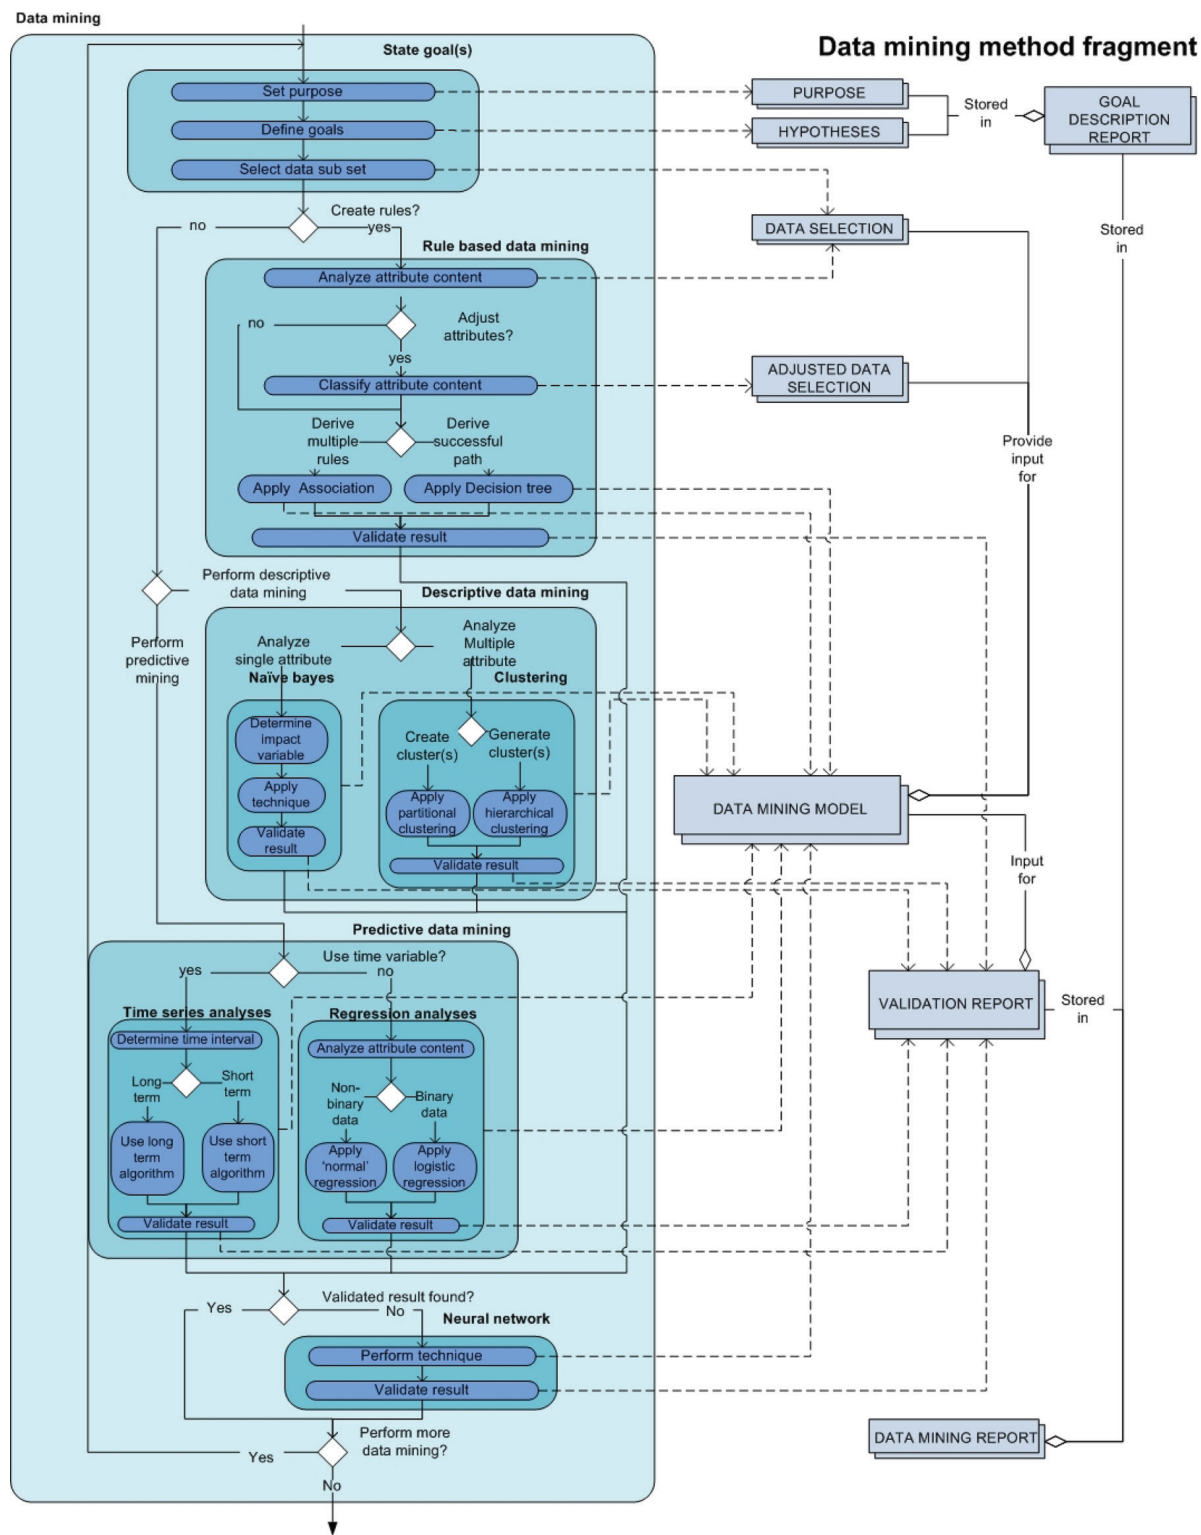 Data mining
Data mining method fragment
State goal(s)
Set purpose
Define goals
Select data sub set
PURPOSE
HYPOTHESES
Stored
in
GOAL
DESCRIPTION
REPORT
Create rules?
no
yes
DATA SELECTION
Stored
in
Rule based data mining
Analyze attribute content
no
Adjust
attributes?
yes
Classify attribute content
ADJUSTED DATA
SELECTION
Derive
multiple
rules
Derive
successful
path
Provide
input
for
Apply Association
Apply Decision tree
Validate result
Perform descriptive
data mining
Descriptive data mining
Perform
predictive
mining
Analyze
single attribute
Analyze
Multiple
attribute
Naïve bayes
Clustering
Determine
impact
variable
Apply
technique
Validate
result
Create
cluster(s)
Generate
cluster(s)
Apply
partitional
clustering
Apply
hierarchical
clustering
Validate result
DATA MINING MODEL
Input
for
Predictive data mining
Use time variable?
yes
no
VALIDATION REPORT
Stored
in
Time series analyses
Regression analyses
Determine time interval
Analyze attribute content
Long
term
Short
term
Non-
binary
data
Binary
data
Use long
term
algorithm
Use short
term
algorithm
Apply
‘normal’
regression
Apply
logistic
regression
Validate result
Validate result
Validated result found?
Yes
No
Neural network
Perform technique
Validate result
Perform more
data mining?
Yes
No
DATA MINING REPORT